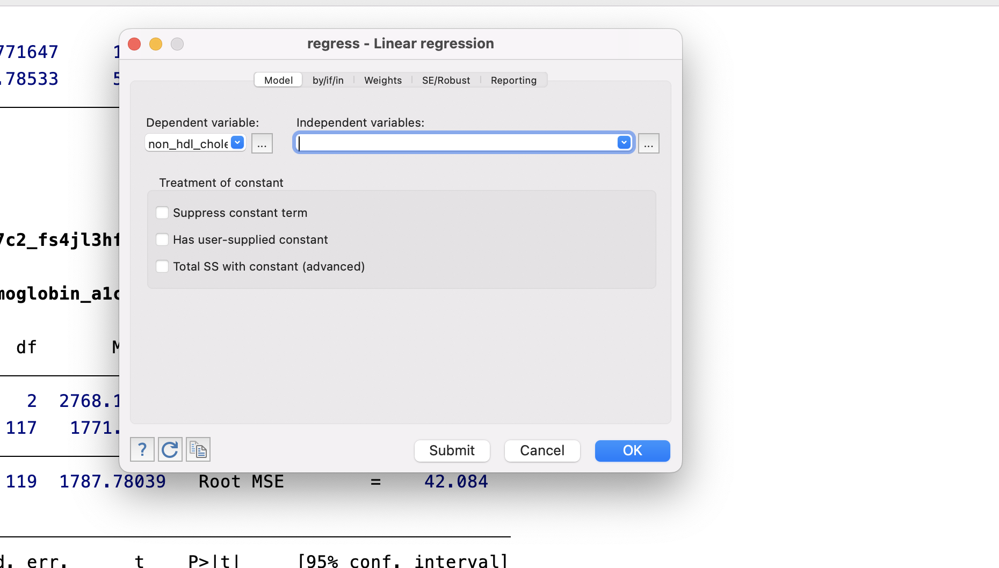 regress - Linear regression
771647 1
.78533 5
Model by/if/in Weights SE/Robust Reporting
Dependent variable: Independent variables:
non_hdl_chole ... ...
Treatment of constant
Suppress constant term
Has user-supplied constant
Total SS with constant (advanced)
7c2_fs4jl3hf
moglobin_a1c
df M
2 2768.1
117 1771.
? Submit Cancel OK
119 1787.78039 Root MSE = 42.084
d. err. t P>|t| [95% conf. interval]